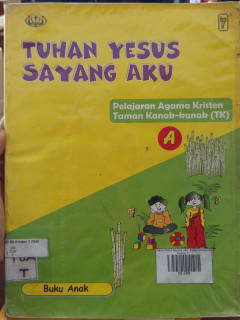 TUHAN YESUS
SAYANG AKU
Pelajaran Agama Kristen
Taman Kanak-kanak (TK)
A
T
Buku Anak